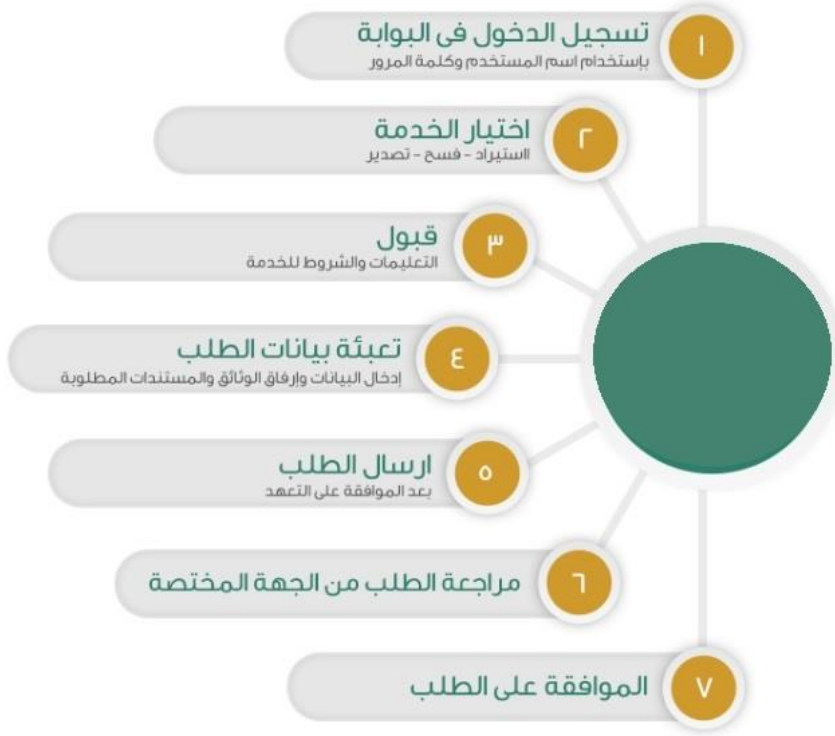 ١
تسجيل الدخول فى البوابة
بإستخدام اسم المستخدم وكلمة المرور
٢
اختيار الخدمة
ااستيراد - فسح - تصدير
٣
قبول
التعليمات والشروط للخدمة
٤
تعبئة بيانات الطلب
إدخال البيانات وإرفاق الوثائق والمستندات المطلوبة
٥
ارسال الطلب
بعد الموافقة على التعهد
٦
مراجعة الطلب من الجهة المختصة
٧
الموافقة على الطلب